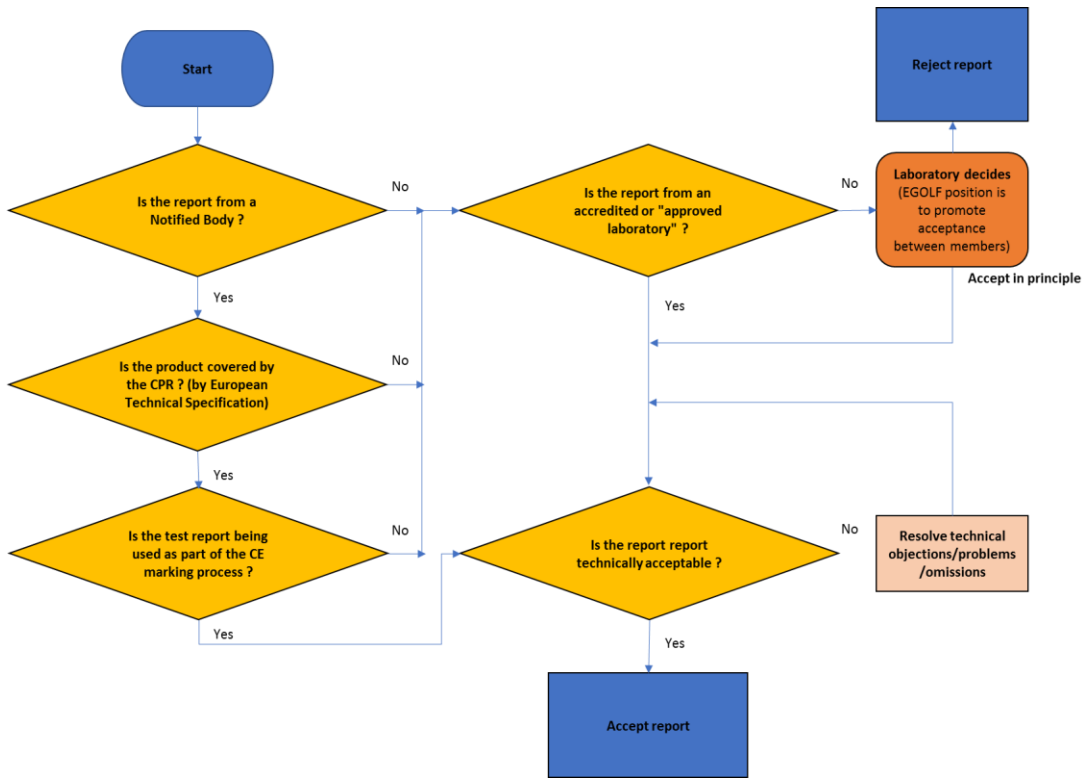 Start
Reject report
Is the report from a
Notified Body ?
No
Is the report from an
accredited or "approved
laboratory" ?
No
Laboratory decides
(EGOLF position is
to promote
acceptance
between members)
Accept in principle
Yes
Yes
Is the product covered by
the CPR ? (by European
Technical Specification)
No
Yes
Is the test report being
used as part of the CE
marking process ?
No
Is the report report
technically acceptable ?
No
Resolve technical
objections/problems
/omissions
Yes
Yes
Accept report